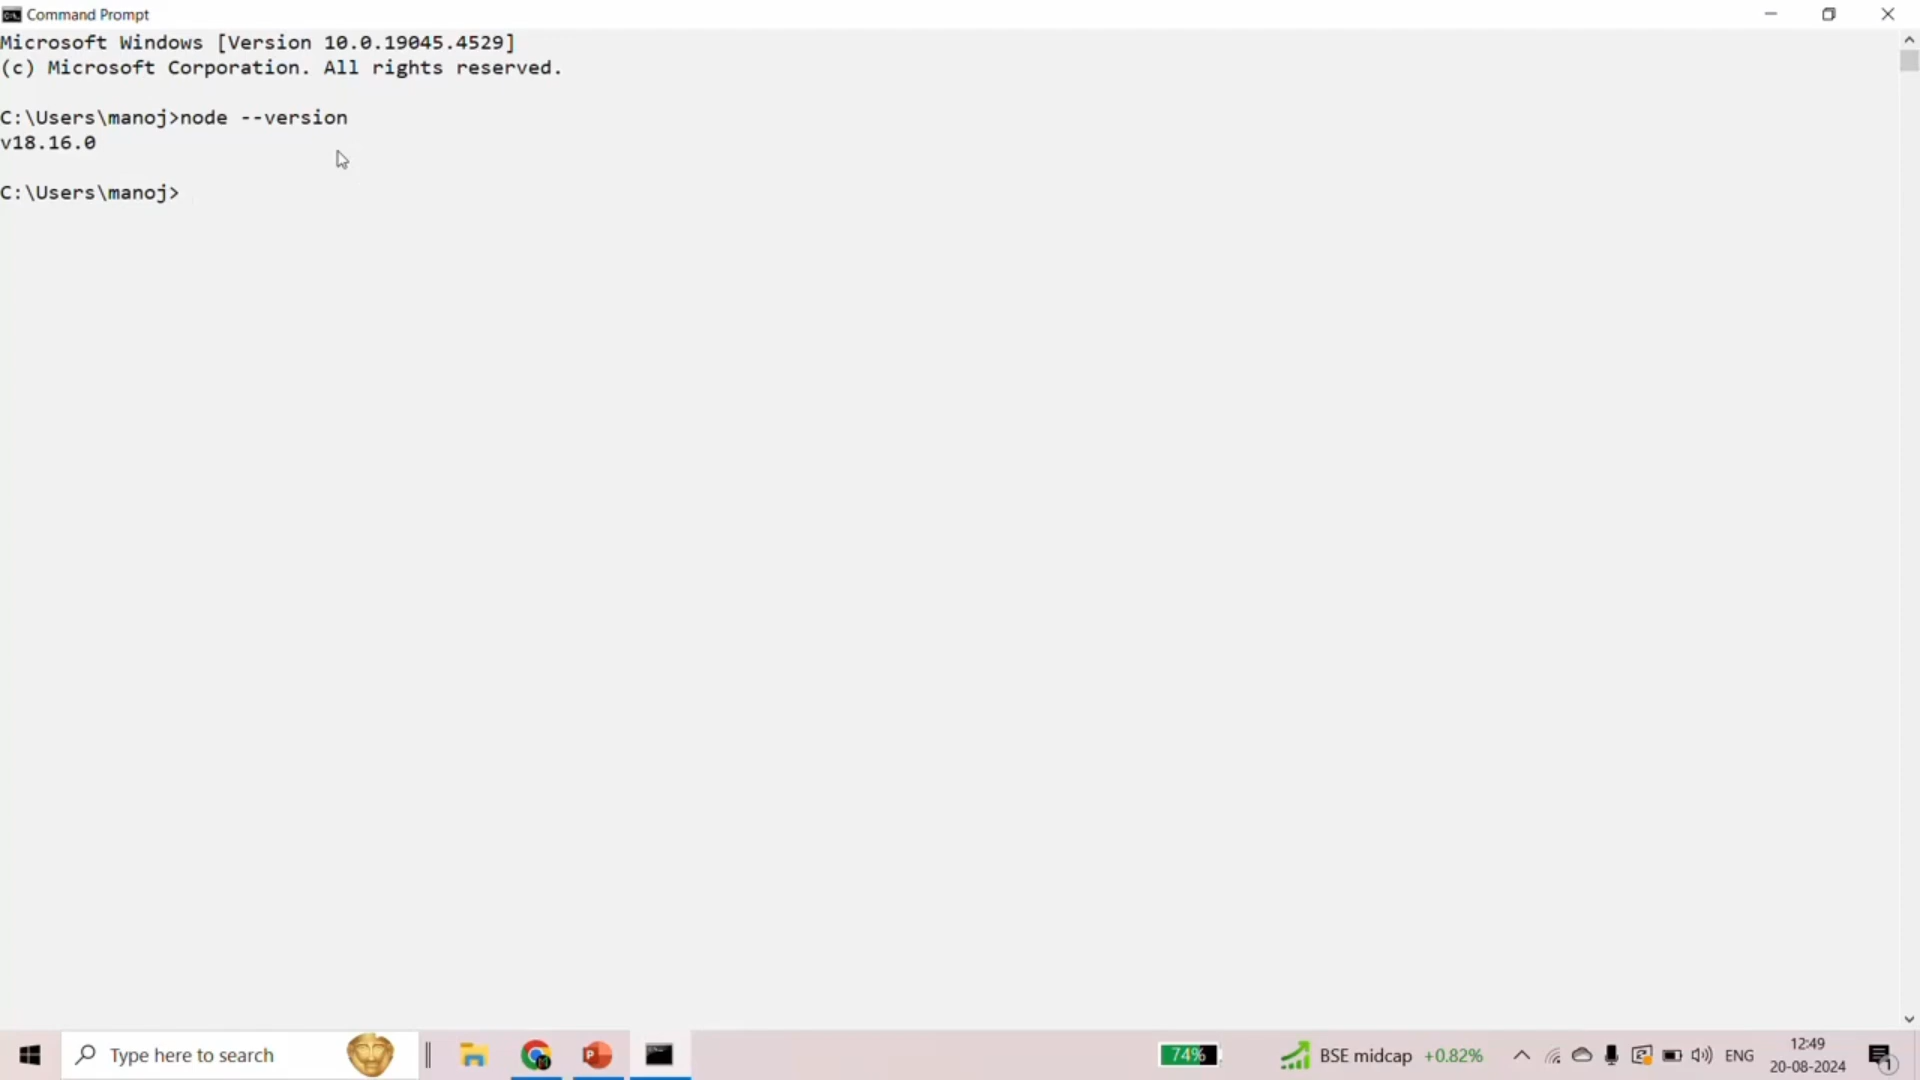 Command Prompt
Microsoft Windows [Version 10.0.19045.4529]
(c) Microsoft Corporation. All rights reserved.
C:\Users\manoj>node --version
v18.16.0
C:\Users\manoj>
Type here to search
74%
BSE midcap +0.82%
ENG
12:49
20-08-2024
1